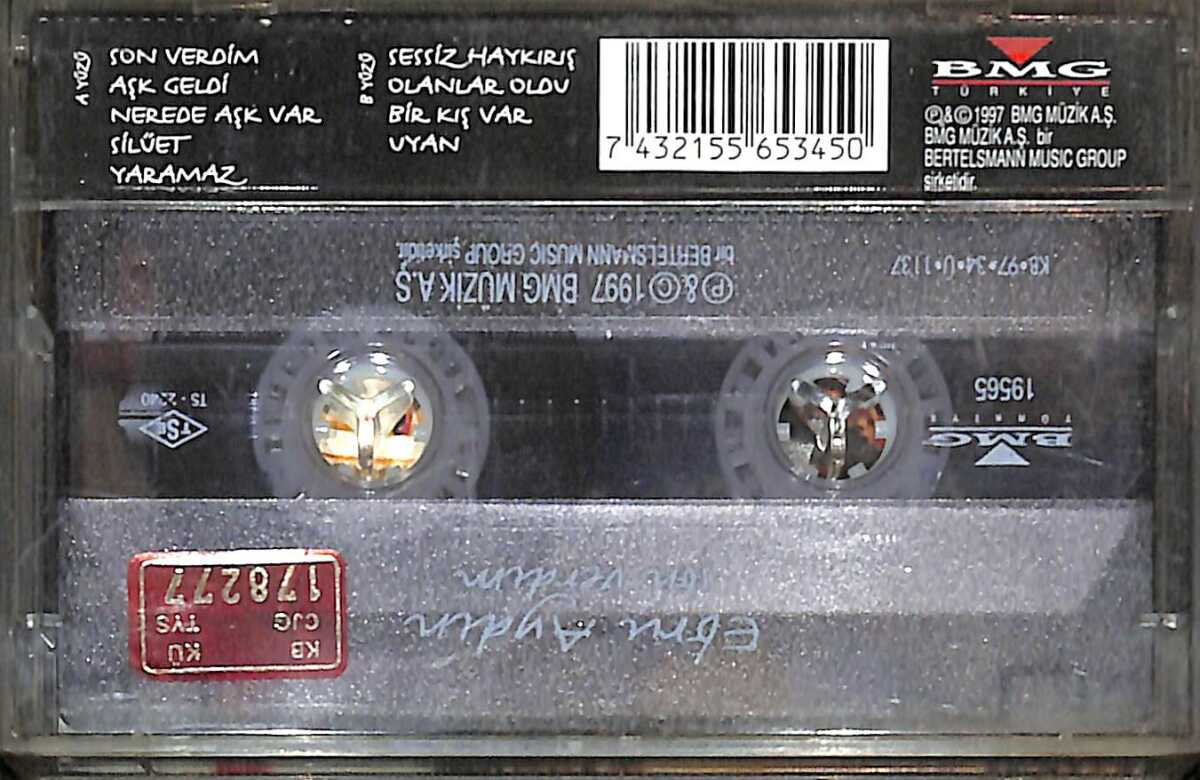 A YÜZÜ
SON VERDİM
AŞK GELDİ
NEREDE AŞK VAR
SİLÜET
YARAMAZ
B YÜZÜ
SESSİZ HAYKIRIŞ
OLANLAR OLDU
BİR KIŞ VAR
UYAN
7 432155 653450
BMG
TÜRKİYE
℗&©1997 BMG MÜZİK A.Ş.
BMG MÜZİK A.Ş. bir
BERTELSMANN MUSIC GROUP
şirketidir.
KB•97•34•Ü•1137
℗&©1997 BMG MÜZİK A.Ş
bir BERTELSMANN MUSIC GROUP şirketidir.
19565
BMG
TÜRKİYE
TSE
Ebru Aydın
son verdim
KB KÜ
CJG TYS
178277